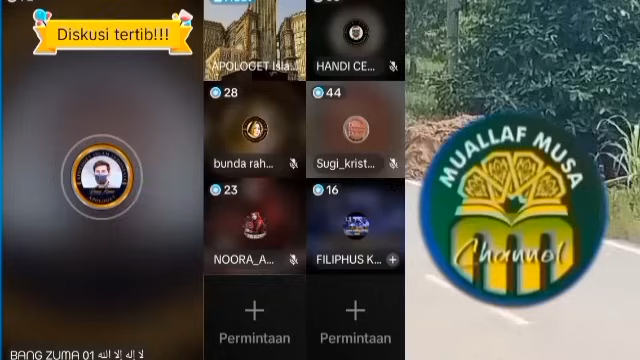 Diskusi tertib!!!
BANG ZUMA 01 لا إله إلا الله
APOLOGET Isla...
HANDI CE...
28
bunda rah...
44
Sugi_krist...
23
NOORA_A...
16
FILIPHUS K...
Permintaan
Permintaan
MUALLAF MUSA
Channel